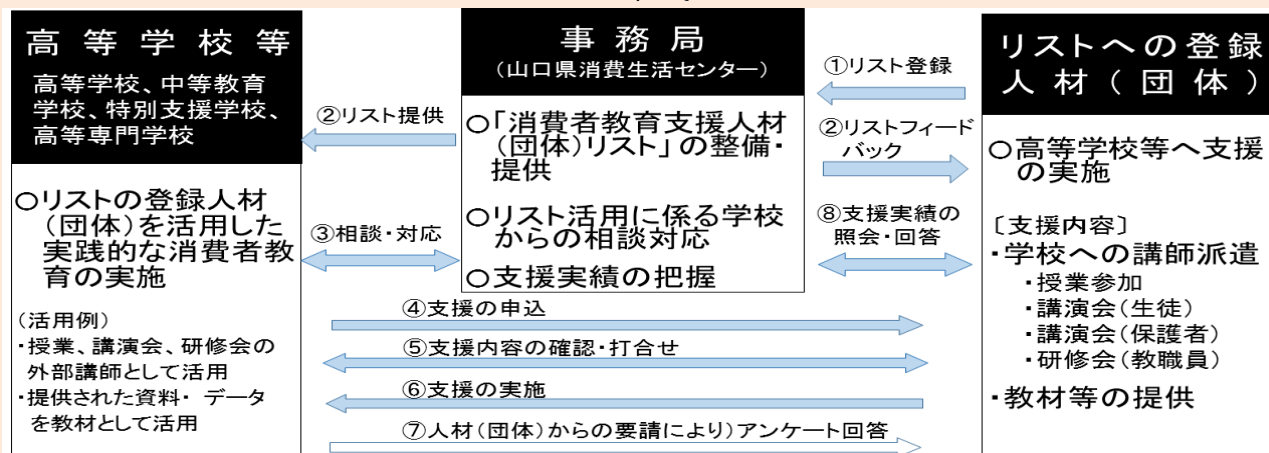 高等学校等
高等学校、中等教育
学校、特別支援学校、
高等専門学校
○リストの登録人材
(団体)を活用した
実践的な消費者教
育の実施
(活用例)
・授業、講演会、研修会の
外部講師として活用
・提供された資料・データ
を教材として活用
②リスト提供
③相談・対応
事務局
(山口県消費生活センター)
○「消費者教育支援人材
(団体)リスト」の整備・
提供
○リスト活用に係る学校
からの相談対応
○支援実績の把握
①リスト登録
②リストフィード
バック
⑧支援実績の
照会・回答
④支援の申込
⑤支援内容の確認・打合せ
⑥支援の実施
⑦人材(団体)からの要請により)アンケート回答
リストへの登録
人材(団体)
○高等学校等へ支援
の実施
〔支援内容〕
・学校への講師派遣
・授業参加
・講演会(生徒)
・講演会(保護者)
・研修会(教職員)
・教材等の提供